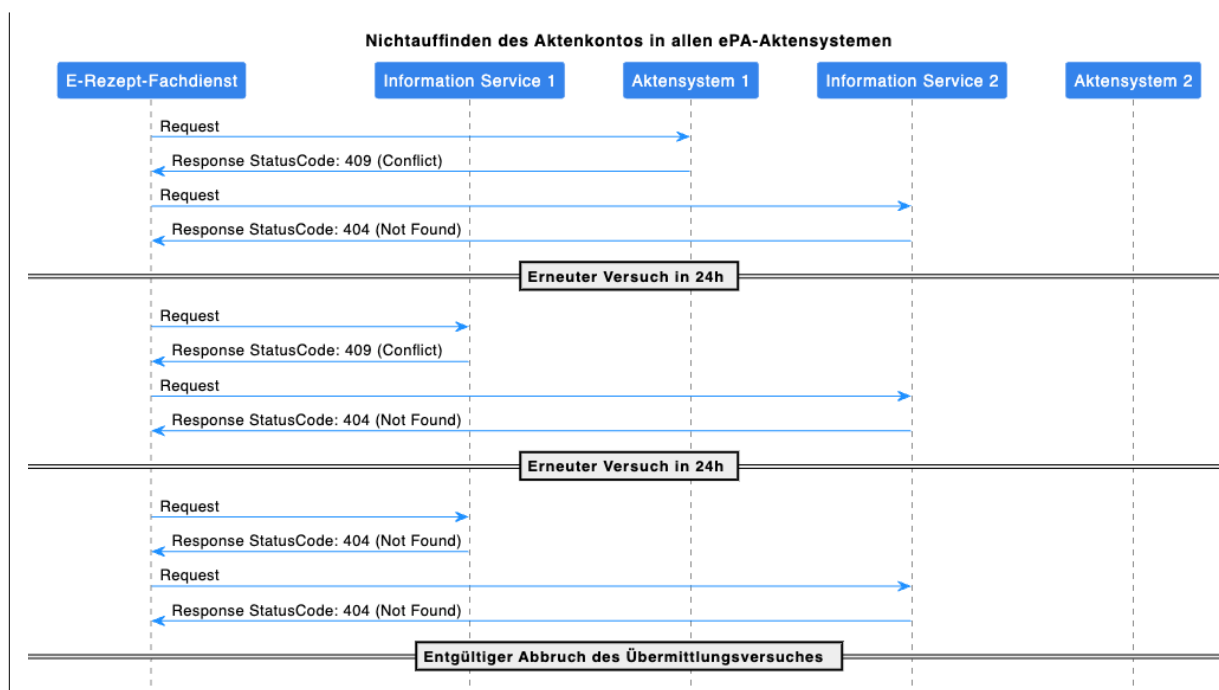 Nichtauffinden des Aktenkontos in allen ePA-Aktensystemen
E-Rezept-Fachdienst
Information Service 1
Aktensystem 1
Information Service 2
Aktensystem 2
Request
Response StatusCode: 409 (Conflict)
Request
Response StatusCode: 404 (Not Found)
Erneuter Versuch in 24h
Request
Response StatusCode: 409 (Conflict)
Request
Response StatusCode: 404 (Not Found)
Erneuter Versuch in 24h
Request
Response StatusCode: 404 (Not Found)
Request
Response StatusCode: 404 (Not Found)
Entgültiger Abbruch des Übermittlungsversuches